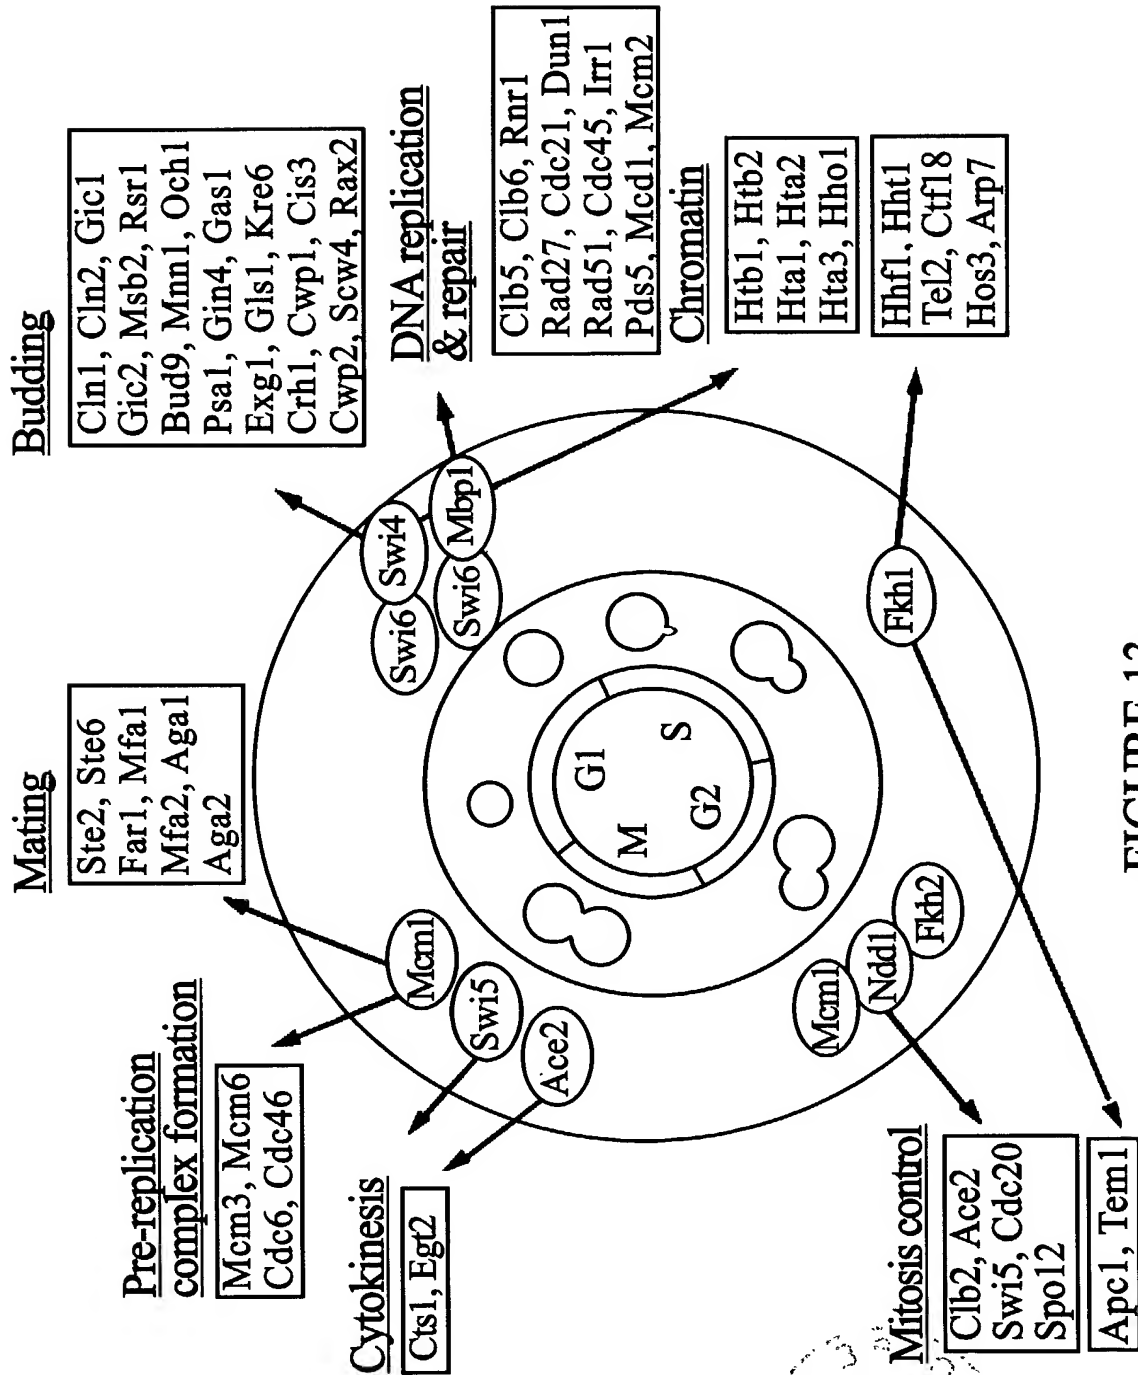 Mating
Ste2, Ste6
Far1, Mfa1
Mfa2, Aga1
Aga2
Budding
Cln1, Cln2, Gic1
Gic2, Msb2, Rsr1
Bud9, Mnn1, Och1
Psa1, Gin4, Gas1
Exg1, Gls1, Kre6
Crh1, Cwp1, Cis3
Cwp2, Scw4, Rax2
Pre-replication
complex formation
Mcm3, Mcm6
Cdc6, Cdc46
Cytokinesis
Cts1, Egt2
DNA replication
& repair
Clb5, Clb6, Rnr1
Rad27, Cdc21, Dun1
Rad51, Cdc45, Irr1
Pds5, Mcd1, Mcm2
Chromatin
Htb1, Htb2
Hta1, Hta2
Hta3, Hho1
Hhf1, Hht1
Tel2, Ctf18
Hos3, Arp7
Mcm1
Swi5
Ace2
Swi6
Swi4
Swi6
Mbp1
G1
M
S
G2
Mcm1
Ndd1
Fkh2
Fkh1
Mitosis control
Clb2, Ace2
Swi5, Cdc20
Spo12
Apc1, Tem1
FIGURE 12